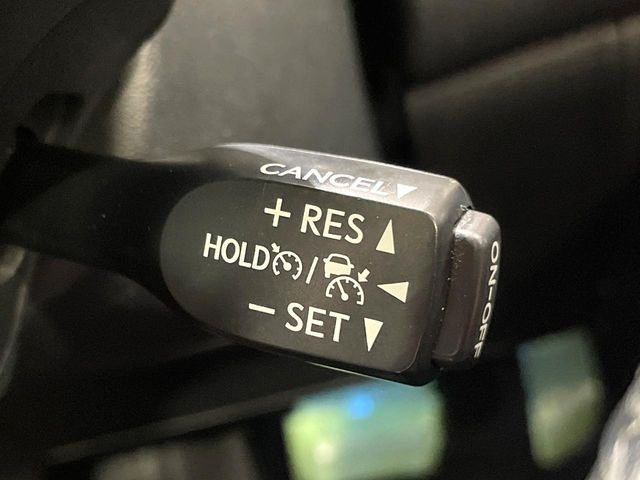 CANCEL
+ RES
HOLD /
- SET
ON-OFF